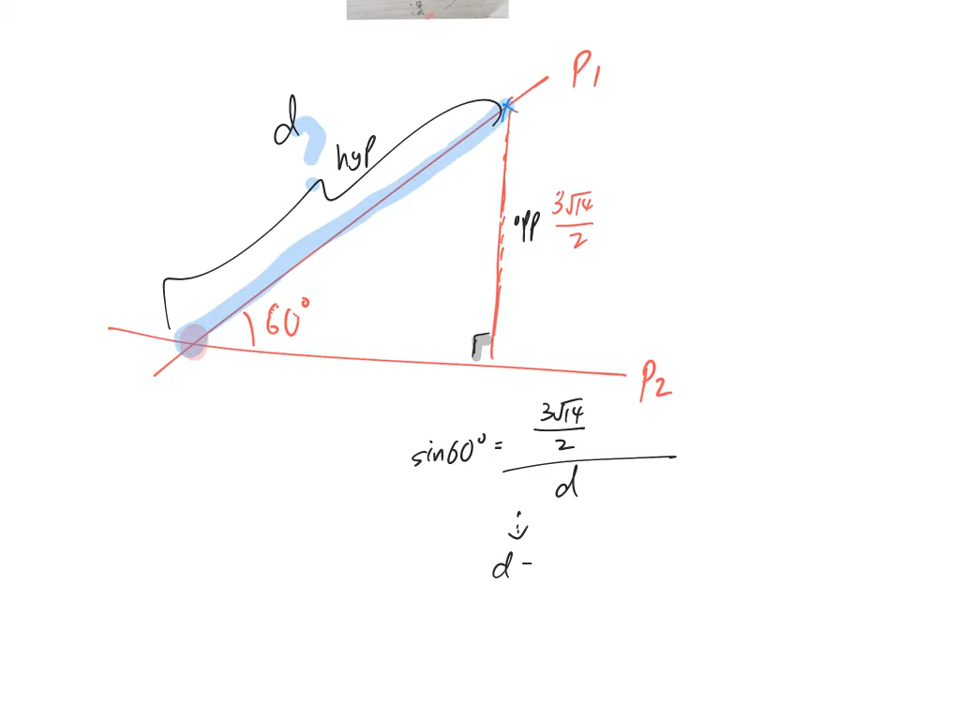 P1
d ?
hyp
opp 3√14/2
60°
P2
sin60° = (3√14/2)/d
d -